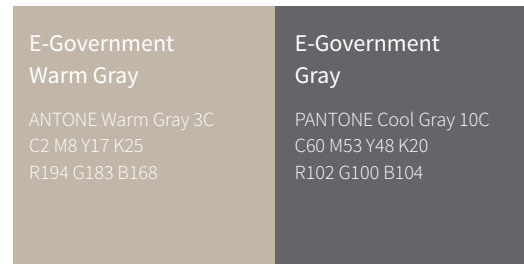 E-Government
Warm Gray
ANTONE Warm Gray 3C
C2 M8 Y17 K25
R194 G183 B168
E-Government
Gray
PANTONE Cool Gray 10C
C60 M53 Y48 K20
R102 G100 B104